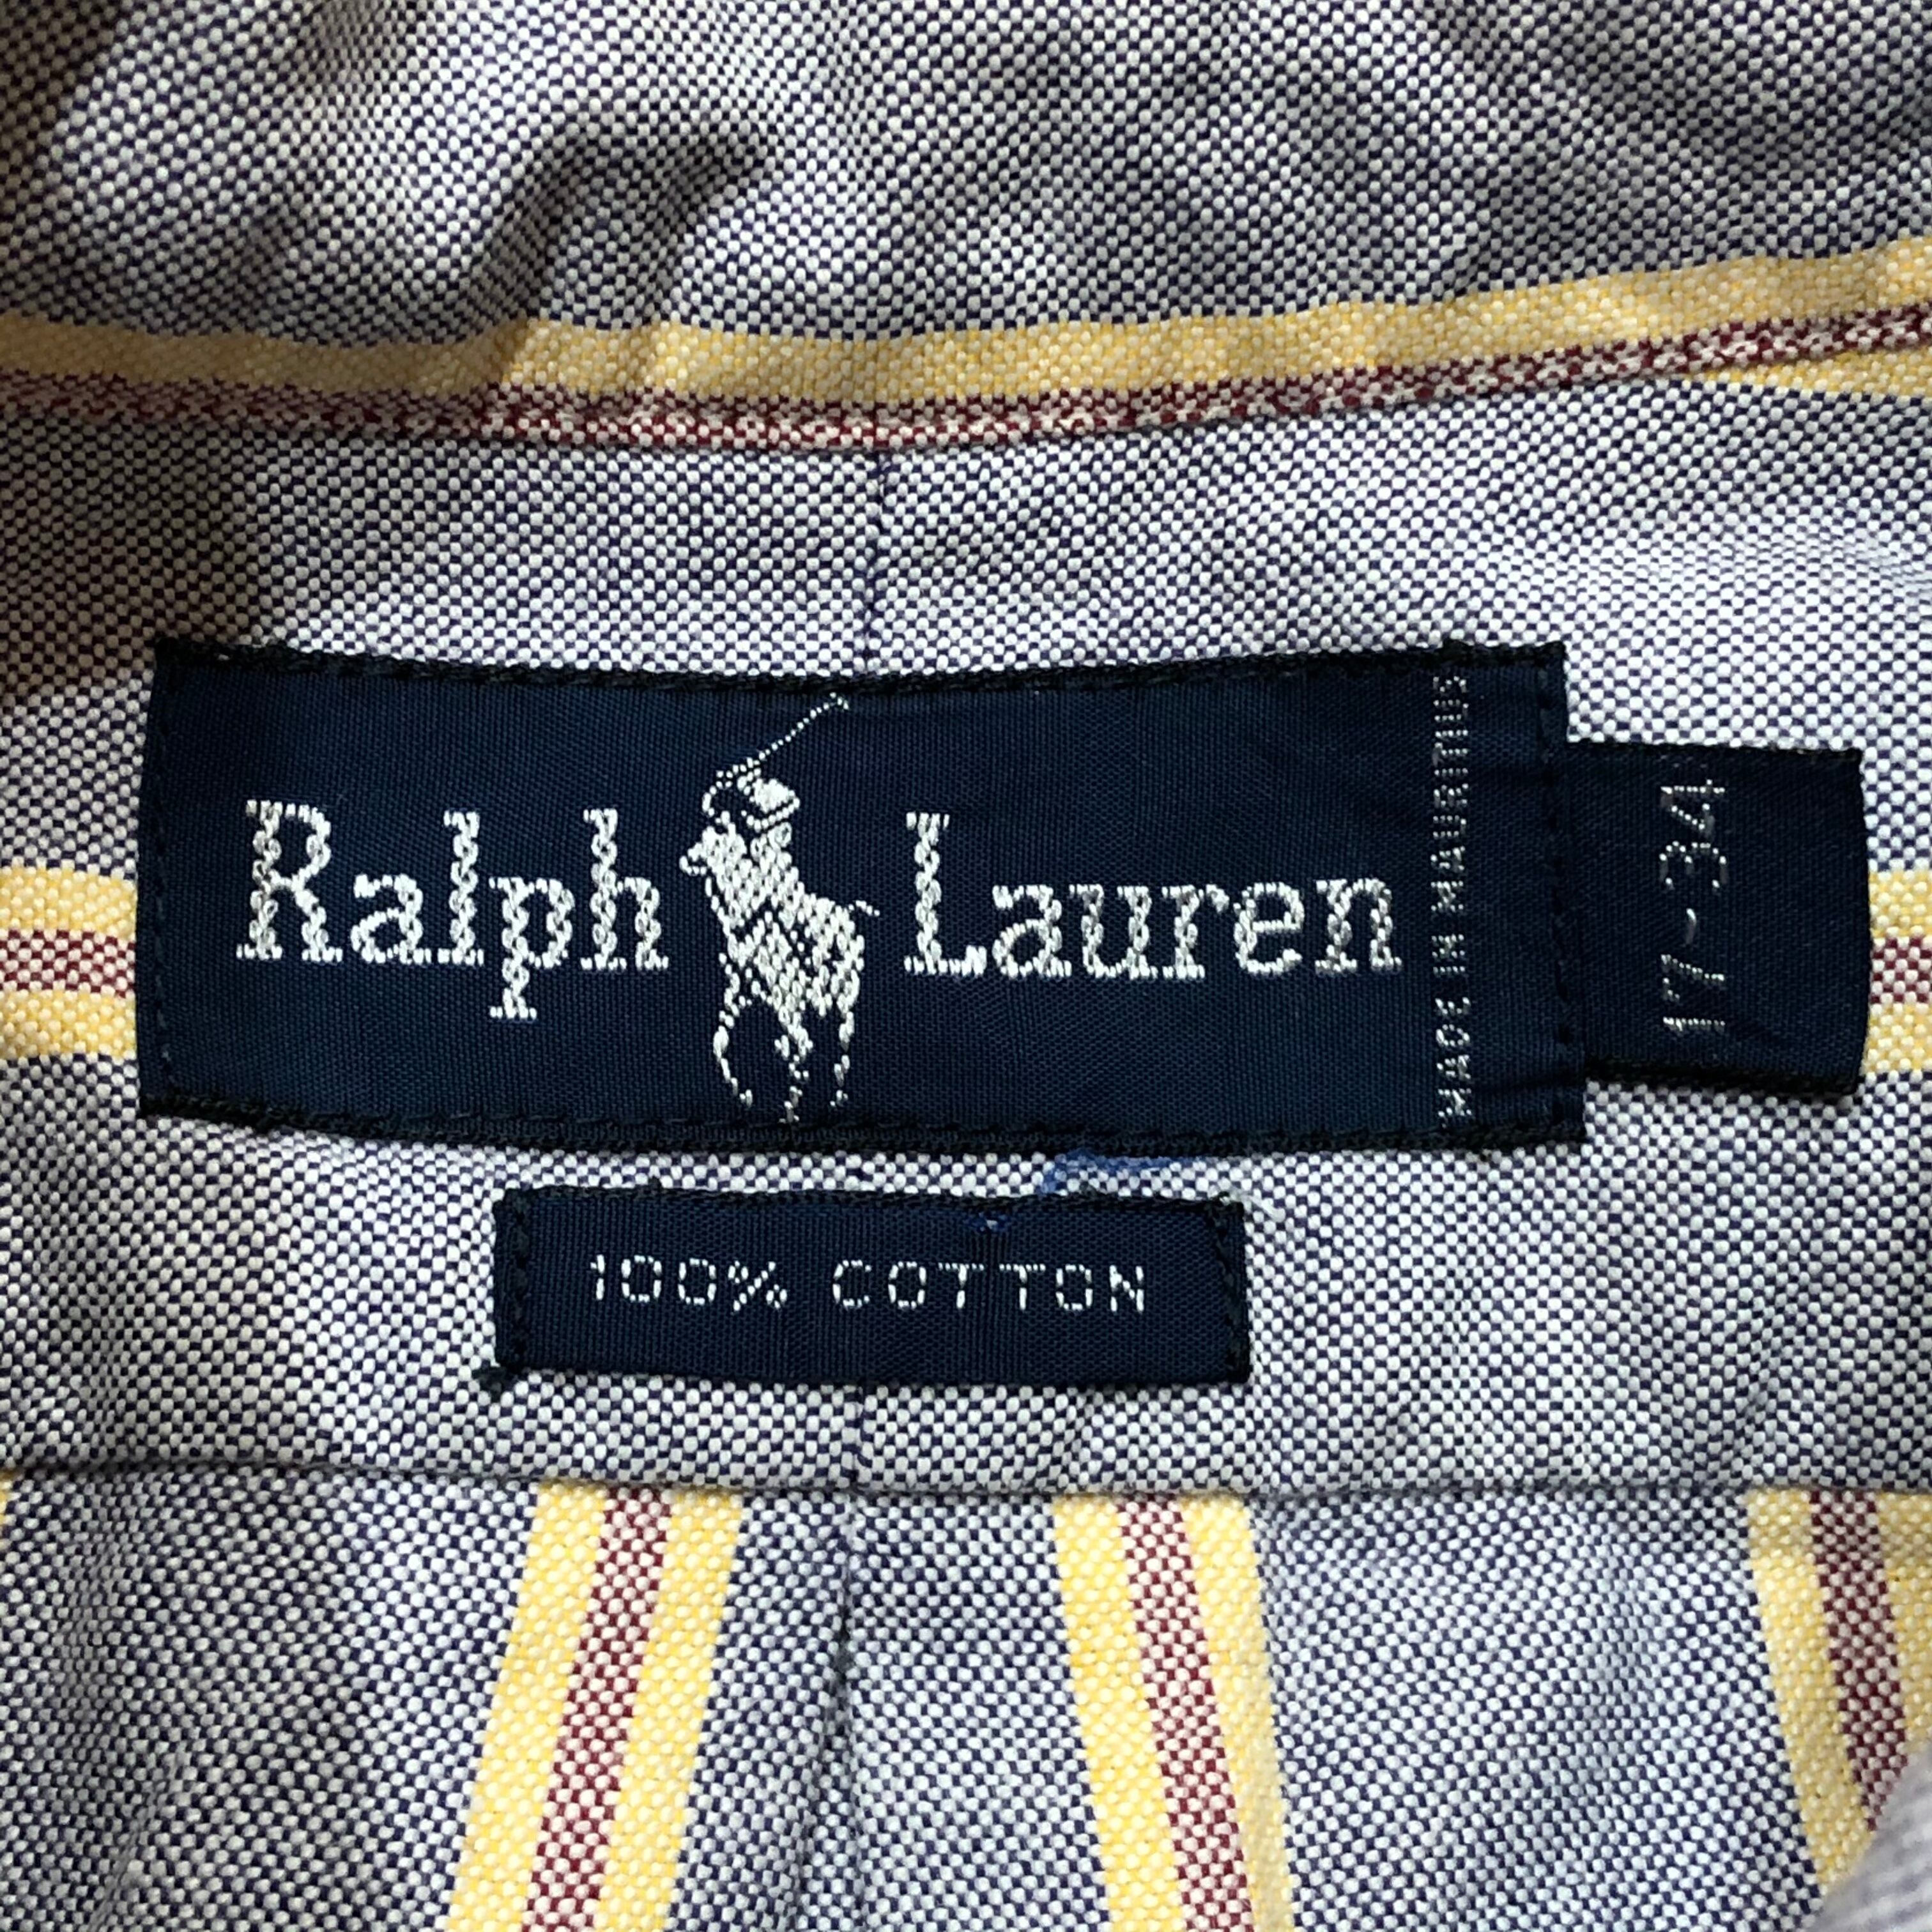 Ralph Lauren
MADE IN MAURITIUS
17-34
100% COTTON